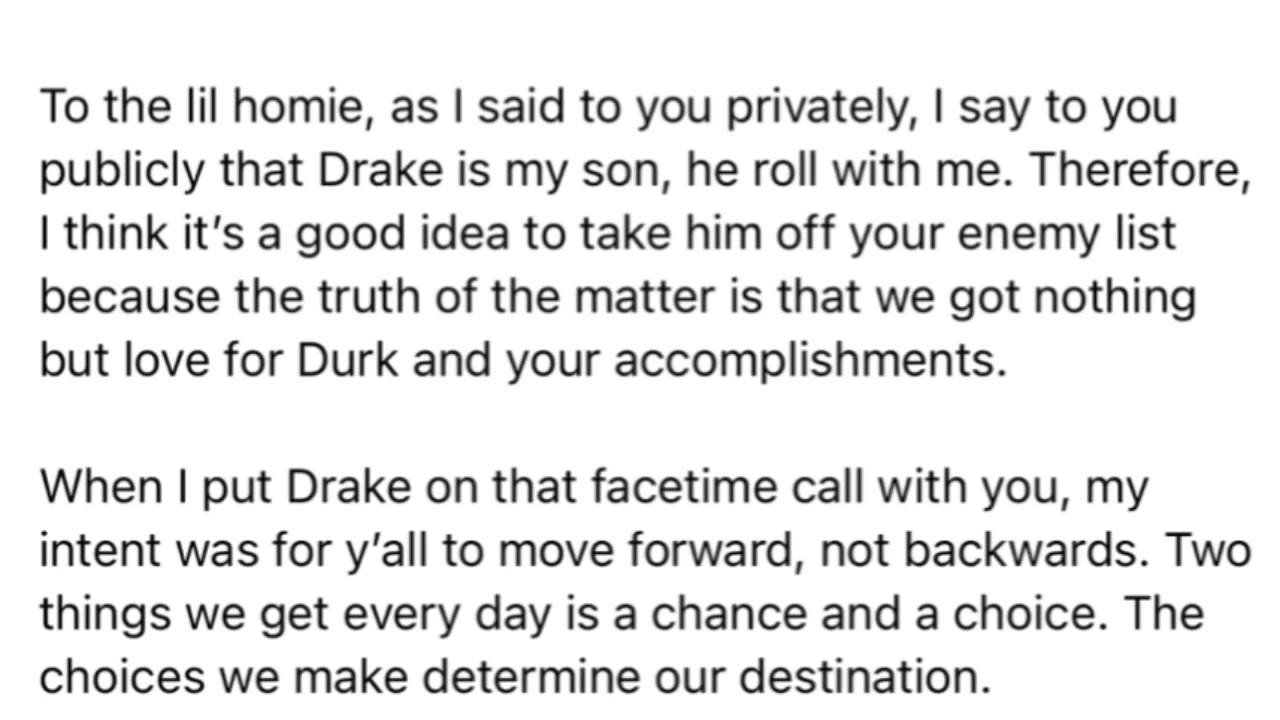 To the lil homie, as I said to you privately, I say to you
publicly that Drake is my son, he roll with me. Therefore,
I think it’s a good idea to take him off your enemy list
because the truth of the matter is that we got nothing
but love for Durk and your accomplishments.
When I put Drake on that facetime call with you, my
intent was for y’all to move forward, not backwards. Two
things we get every day is a chance and a choice. The
choices we make determine our destination.